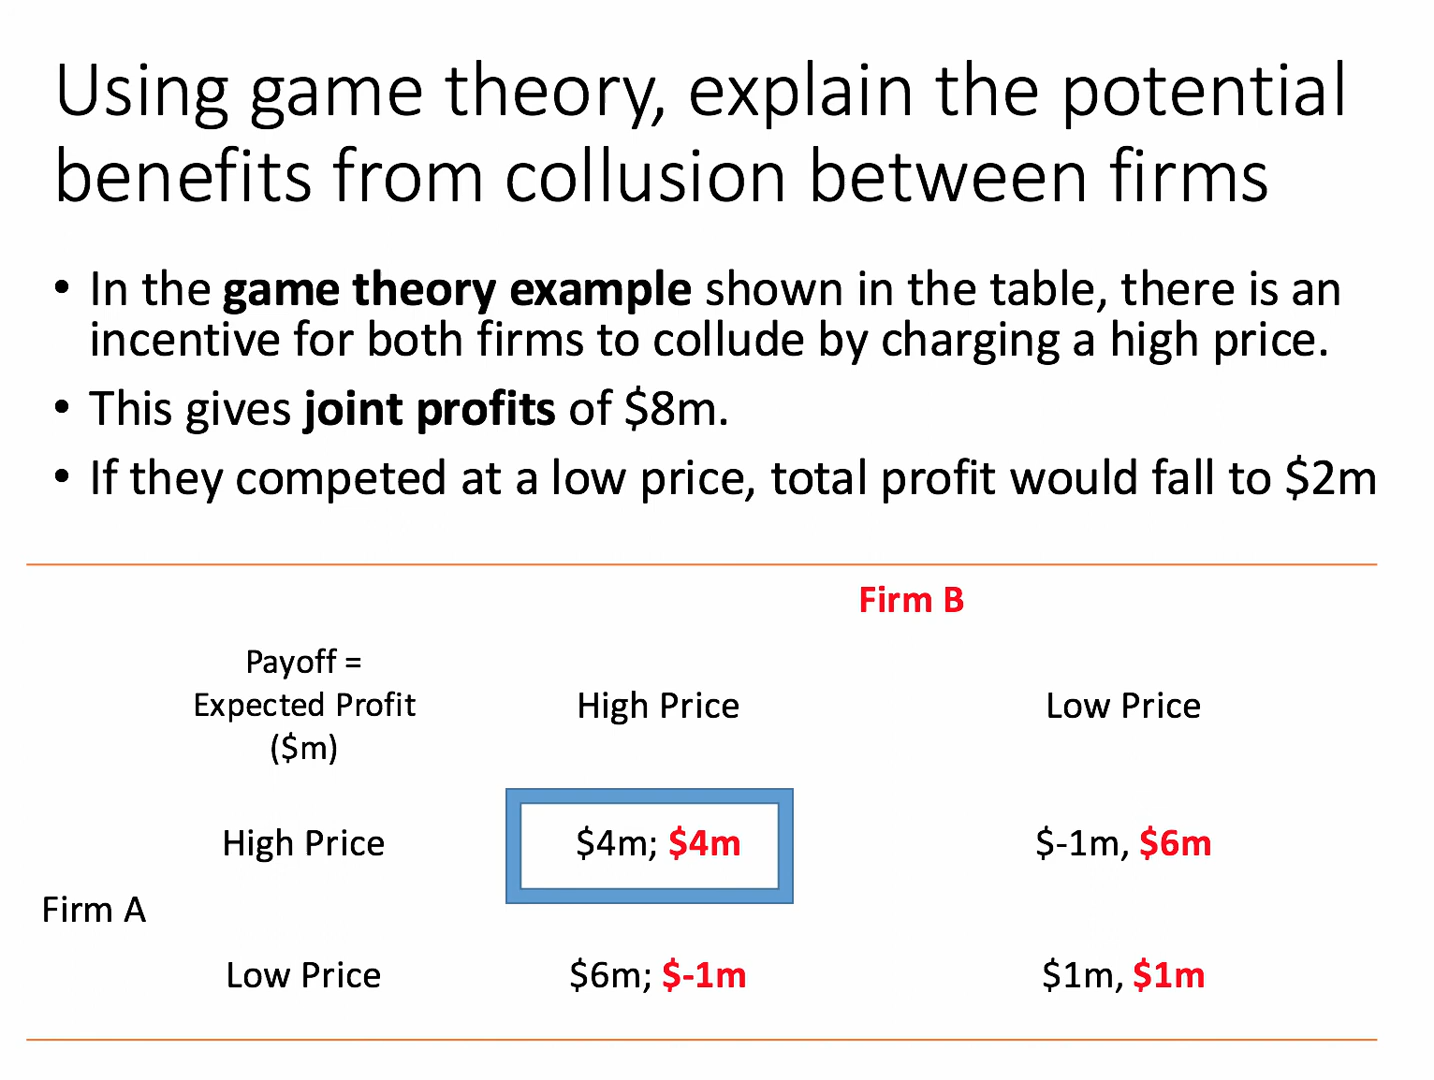 Using game theory, explain the potential
benefits from collusion between firms
• In the game theory example shown in the table, there is an
incentive for both firms to collude by charging a high price.
• This gives joint profits of $8m.
• If they competed at a low price, total profit would fall to $2m
Firm B
Payoff =
Expected Profit
($m)
High Price
Low Price
High Price
$4m; $4m
$-1m, $6m
Firm A
Low Price
$6m; $-1m
$1m, $1m